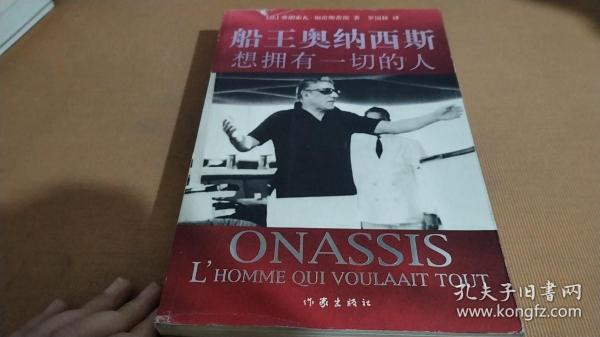 船王奥纳西斯
想拥有一切的人
ONASSIS
L'HOMME QUI VOULAAIT TOUT
作家出版社
孔夫子旧书网
www.kongfz.com